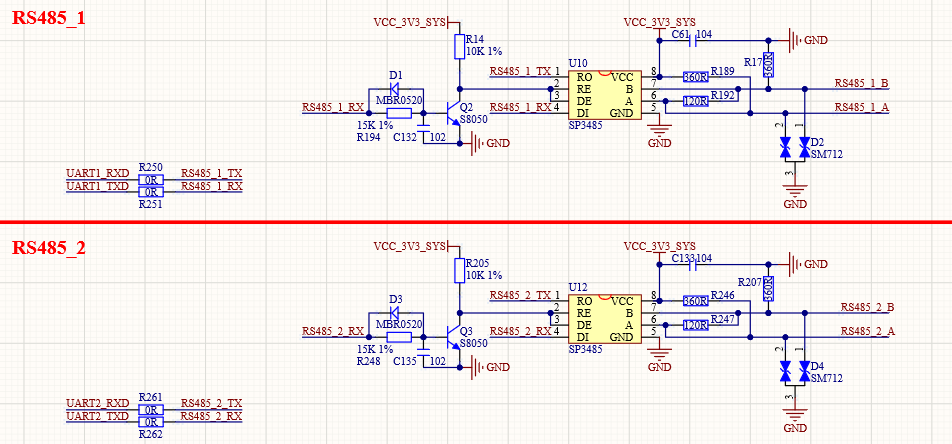 RS485_1
VCC_3V3_SYS
R14
10K 1%
D1
MBR0520
RS485_1_RX
15K 1%
R194
C132
102
Q2
S8050
GND
RS485_1_TX
RS485_1_RX
U10
1 RO VCC 8
2 RE B 7
3 DE A 6
4 DI GND 5
SP3485
VCC_3V3_SYS
C61 104
GND
360R R189
120R R192
GND
R17
360R
RS485_1_B
RS485_1_A
2 1
D2
SM712
3
GND
R250
UART1_RXD 0R RS485_1_TX
UART1_TXD 0R RS485_1_RX
R251
RS485_2
VCC_3V3_SYS
R205
10K 1%
D3
MBR0520
RS485_2_RX
15K 1%
R248
C135
102
Q3
S8050
GND
RS485_2_TX
RS485_2_RX
U12
1 RO VCC 8
2 RE B 7
3 DE A 6
4 DI GND 5
SP3485
VCC_3V3_SYS
C133 104
GND
360R R246
120R R247
GND
R207
360R
RS485_2_B
RS485_2_A
2 1
D4
SM712
3
GND
R261
UART2_RXD 0R RS485_2_TX
UART2_TXD 0R RS485_2_RX
R262